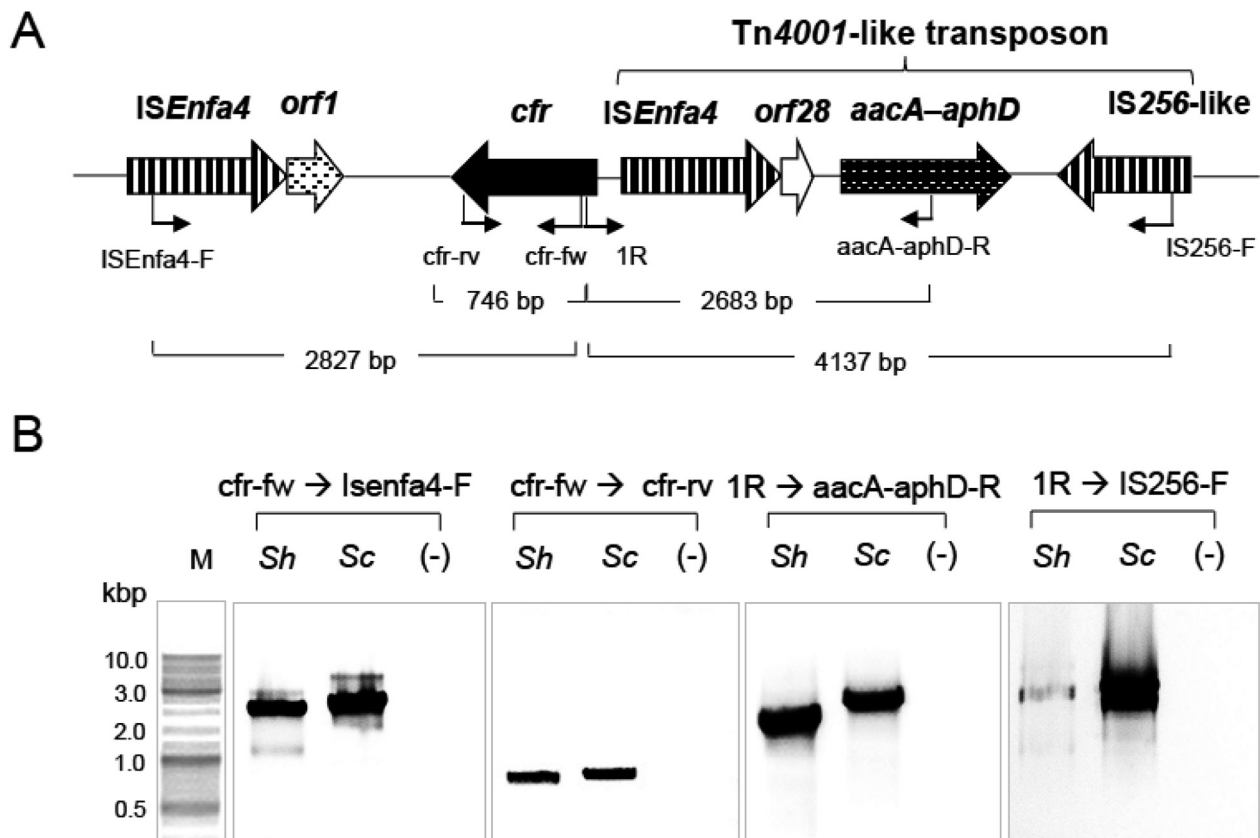 A
Tn4001-like transposon
ISEnfa4 orf1 cfr ISEnfa4 orf28 aacA–aphD IS256-like
ISEnfa4-F cfr-rv cfr-fw 1R aacA-aphD-R IS256-F
746 bp 2683 bp
2827 bp 4137 bp
B
cfr-fw → Isenfa4-F cfr-fw → cfr-rv 1R → aacA-aphD-R 1R → IS256-F
M Sh Sc (-) Sh Sc (-) Sh Sc (-) Sh Sc (-)
kbp
10.0
3.0
2.0
1.0
0.5